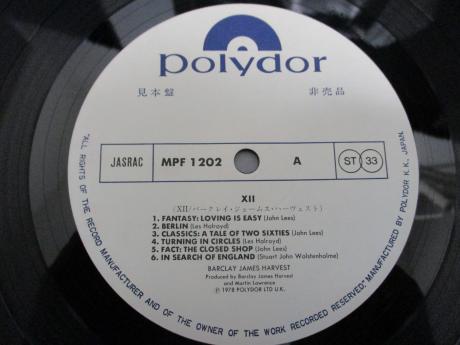 polydor
見本盤 非売品
JASRAC MPF 1202 A ST 33
XII
(XII/バークレイ・ジェームス・ハーヴェスト)
1. FANTASY: LOVING IS EASY (John Lees)
2. BERLIN (Les Holroyd)
3. CLASSICS: A TALE OF TWO SIXTIES (John Lees)
4. TURNING IN CIRCLES (Les Holroyd)
5. FACT: THE CLOSED SHOP (John Lees)
6. IN SEARCH OF ENGLAND (Stuart John Wolstenholme)
BARCLAY JAMES HARVEST
Produced by Barclay James Harvest
and Martin Lawrence
Ⓟ 1978 POLYDOR LTD U.K.
"ALL RIGHTS OF THE RECORD MANUFACTURER AND OF THE OWNER OF THE WORK RECORDED RESERVED" MANUFACTURED BY POLYDOR K.K., JAPAN.